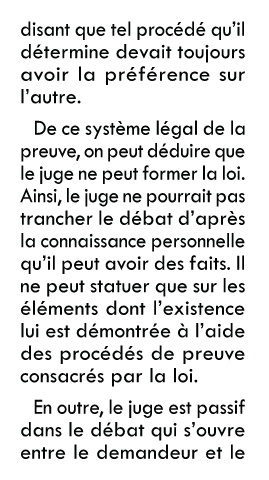 disant que tel procédé qu'il
détermine devait toujours
avoir la préférence sur
l'autre.
De ce système légal de la
preuve, on peut déduire que
le juge ne peut former la loi.
Ainsi, le juge ne pourrait pas
trancher le débat d'après
la connaissance personnelle
qu'il peut avoir des faits. Il
ne peut statuer que sur les
éléments dont l'existence
lui est démontrée à l'aide
des procédés de preuve
consacrés par la loi.
En outre, le juge est passif
dans le débat qui s'ouvre
entre le demandeur et le